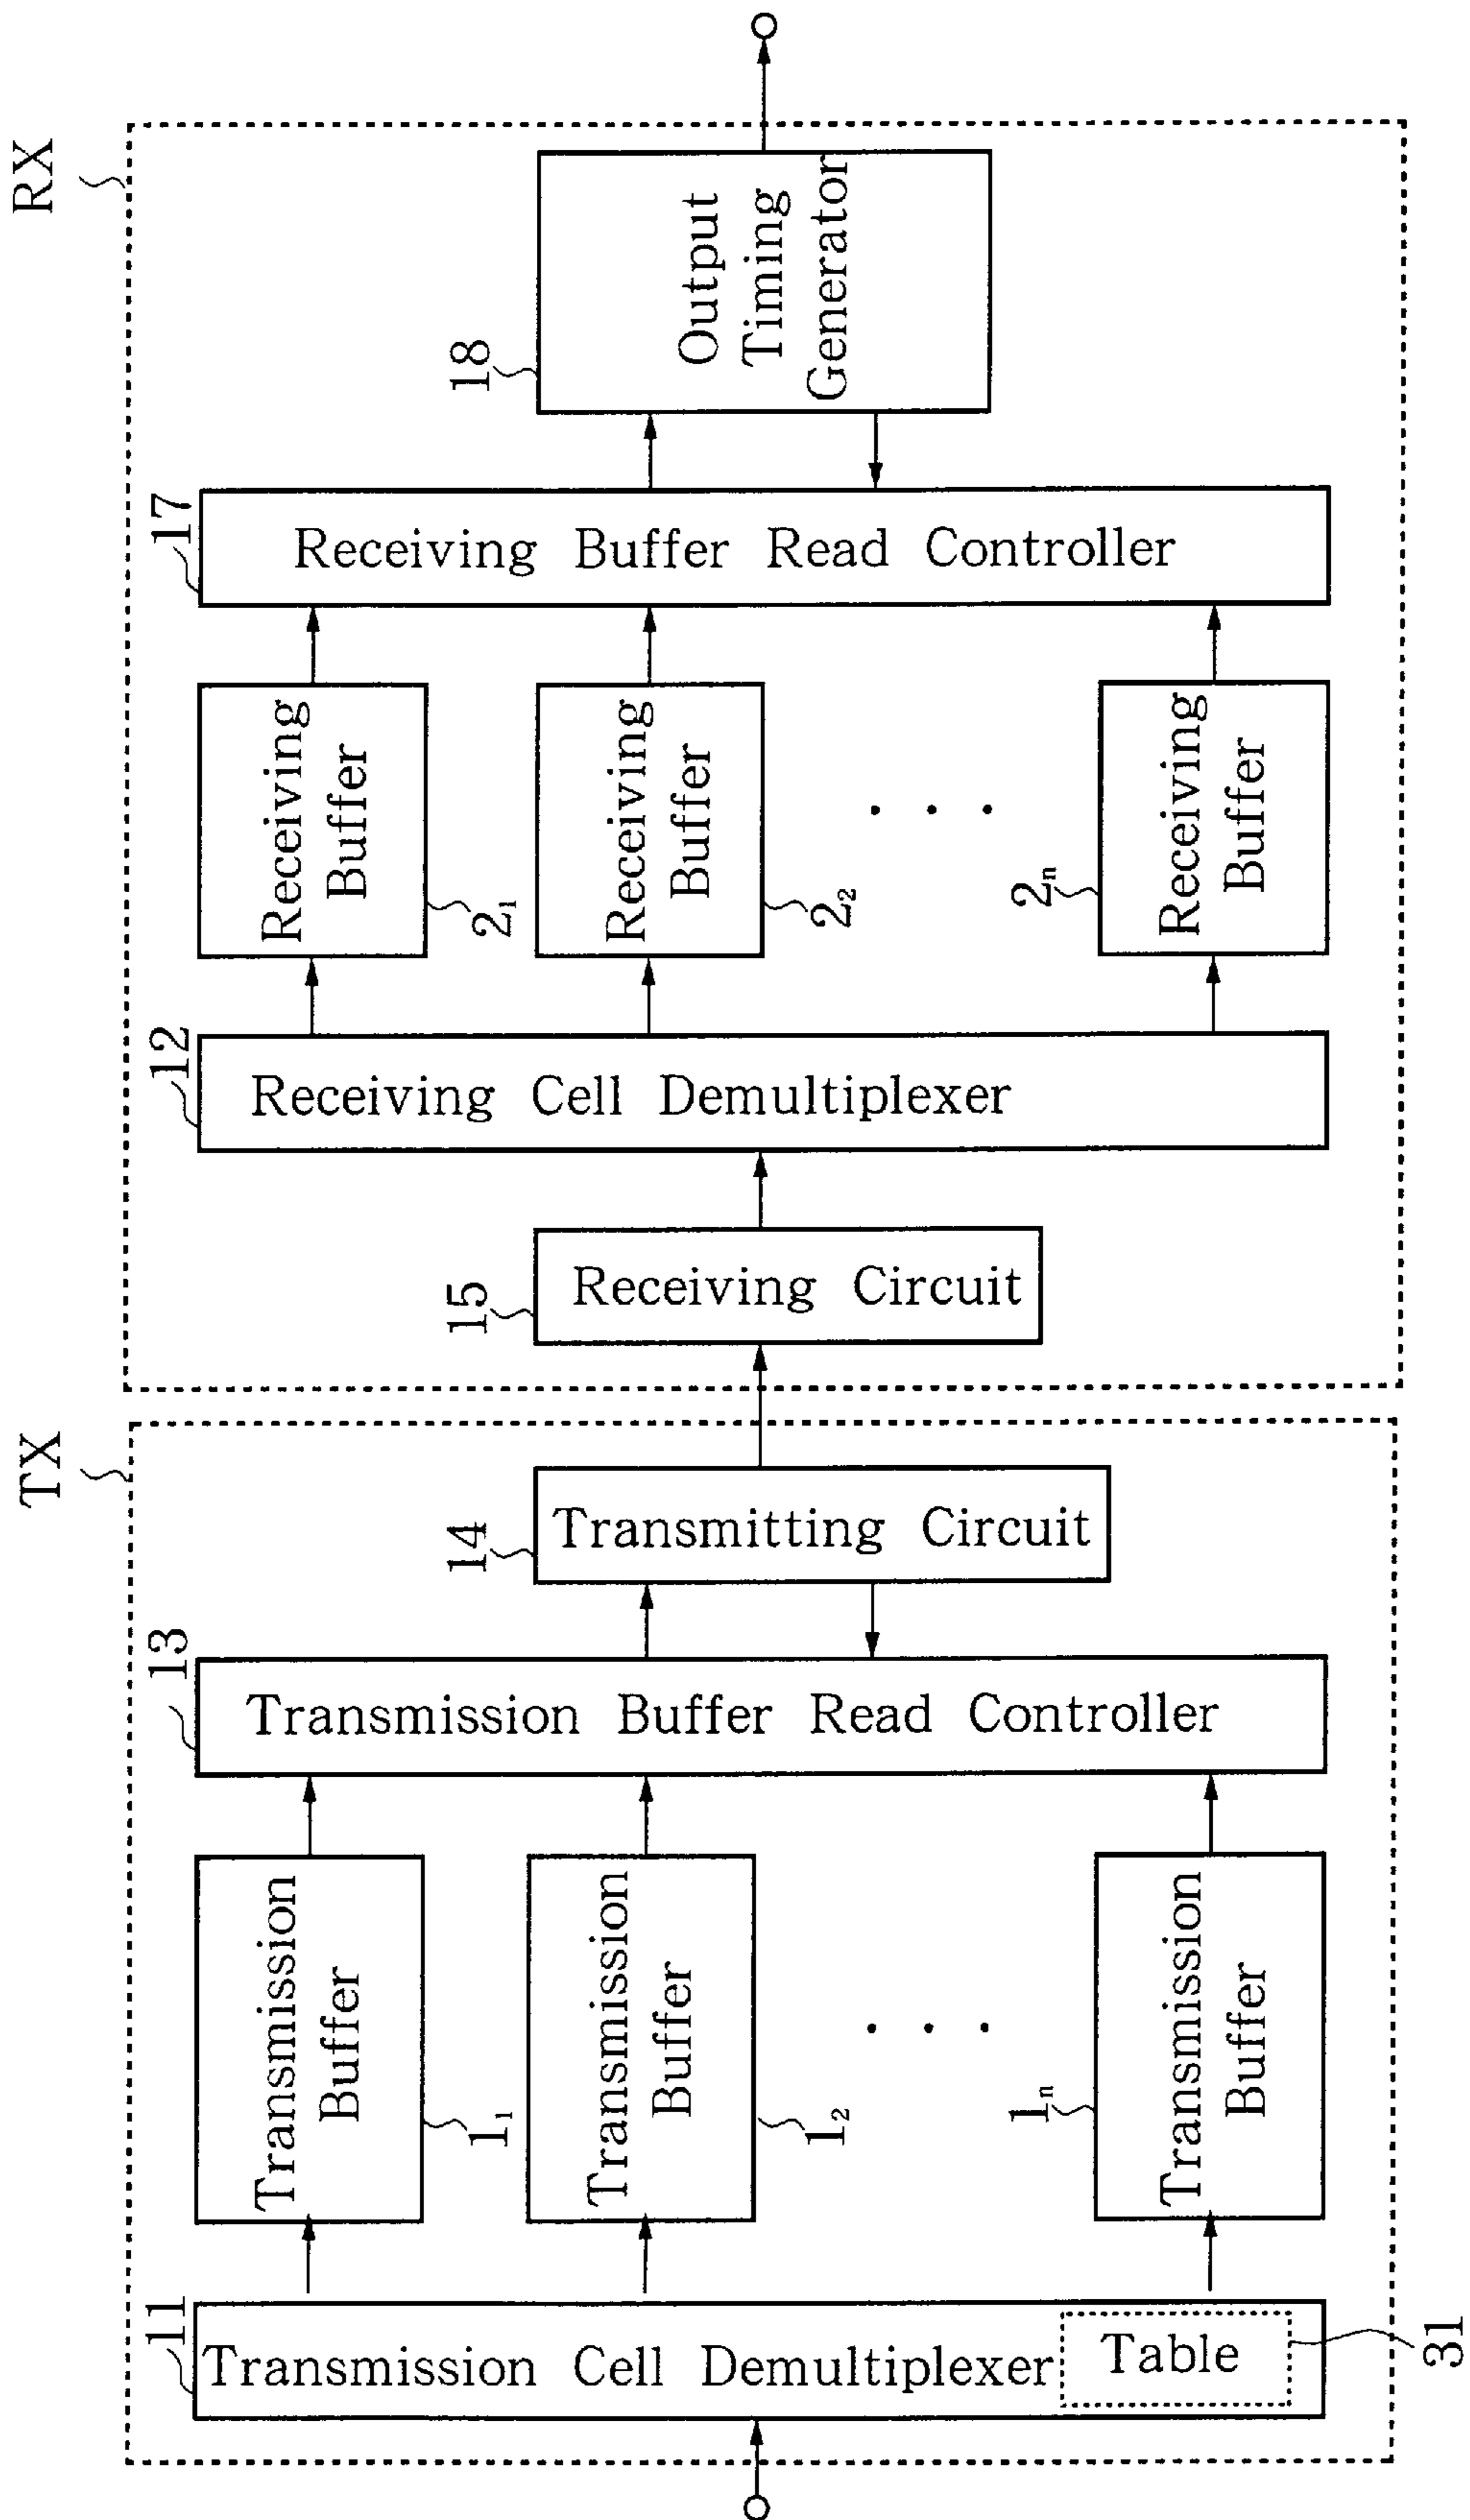 RX
18
Output
Timing
Generator
17
Receiving Buffer Read Controller
Receiving
Buffer
2₁
Receiving
Buffer
2₂
2ₙ
Receiving
Buffer
12
Receiving Cell Demultiplexer
15
Receiving Circuit
TX
14
Transmitting Circuit
13
Transmission Buffer Read Controller
Transmission
Buffer
1₁
Transmission
Buffer
1₂
1ₙ
Transmission
Buffer
11
Transmission Cell Demultiplexer
Table
31